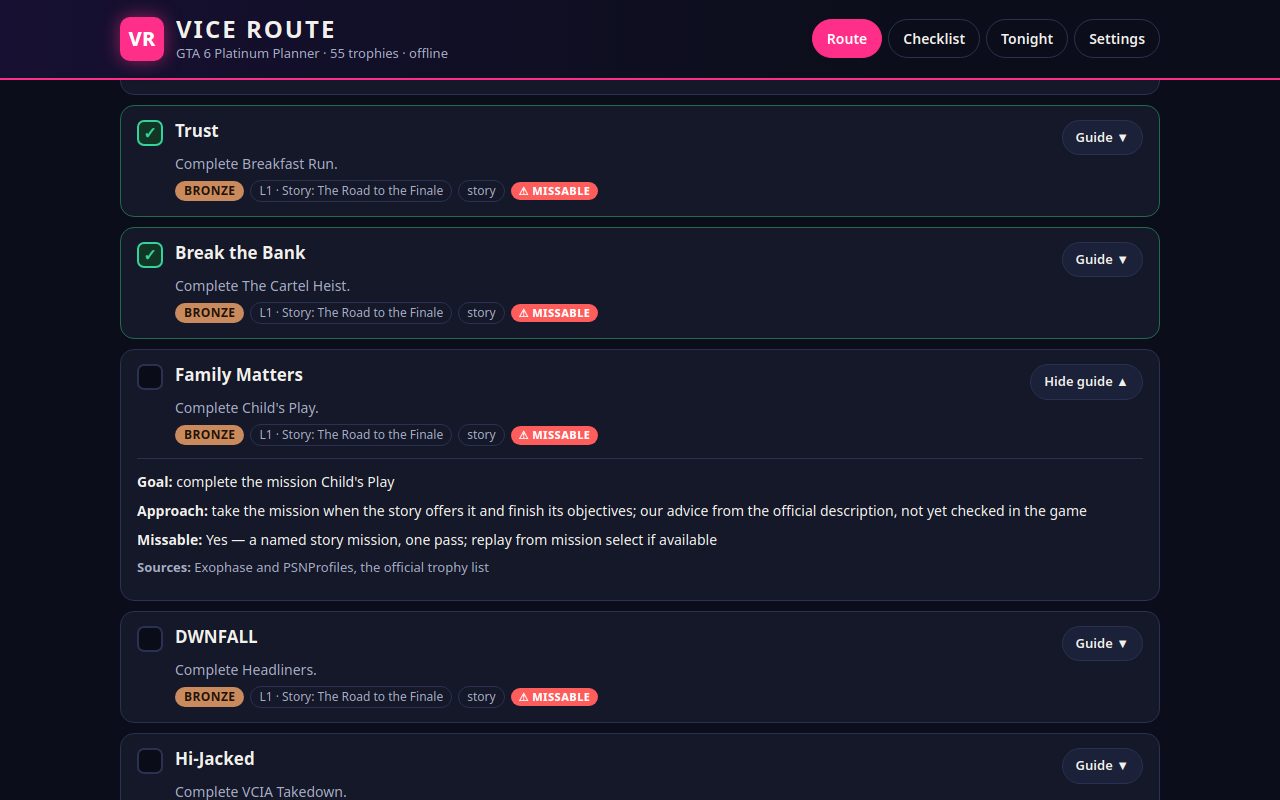 VR
VICE ROUTE
GTA 6 Platinum Planner · 55 trophies · offline
Route
Checklist
Tonight
Settings
✓
Trust
Guide ▼
Complete Breakfast Run.
BRONZE
L1 · Story: The Road to the Finale
story
⚠ MISSABLE
✓
Break the Bank
Guide ▼
Complete The Cartel Heist.
BRONZE
L1 · Story: The Road to the Finale
story
⚠ MISSABLE
Family Matters
Hide guide ▲
Complete Child's Play.
BRONZE
L1 · Story: The Road to the Finale
story
⚠ MISSABLE
Goal: complete the mission Child's Play
Approach: take the mission when the story offers it and finish its objectives; our advice from the official description, not yet checked in the game
Missable: Yes — a named story mission, one pass; replay from mission select if available
Sources: Exophase and PSNProfiles, the official trophy list
DWNFALL
Guide ▼
Complete Headliners.
BRONZE
L1 · Story: The Road to the Finale
story
⚠ MISSABLE
Hi-Jacked
Guide ▼
Complete VCIA Takedown.